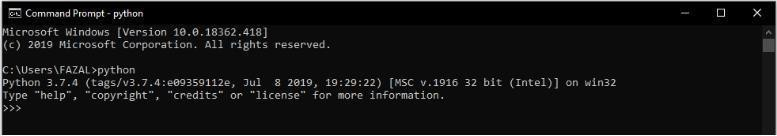 Command Prompt - python
Microsoft Windows [Version 10.0.18362.418]
(c) 2019 Microsoft Corporation. All rights reserved.
C:\Users\FAZAL>python
Python 3.7.4 (tags/v3.7.4:e09359112e, Jul  8 2019, 19:29:22) [MSC v.1916 32 bit (Intel)] on win32
Type "help", "copyright", "credits" or "license" for more information.
>>>